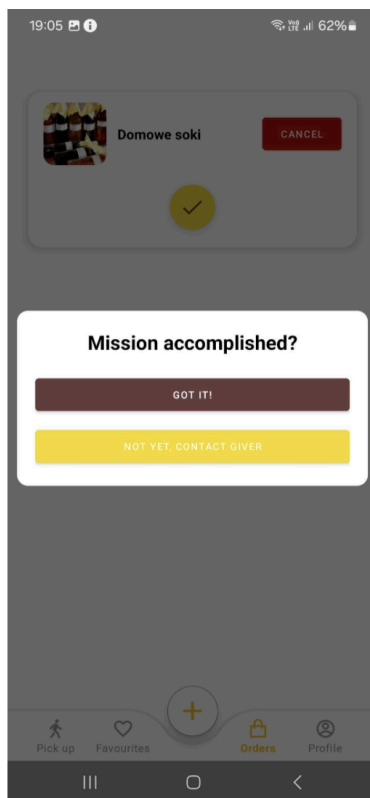 19:05
62%
Domowe soki
CANCEL
Mission accomplished?
GOT IT!
NOT YET, CONTACT GIVER
Pick up Favourites Orders Profile